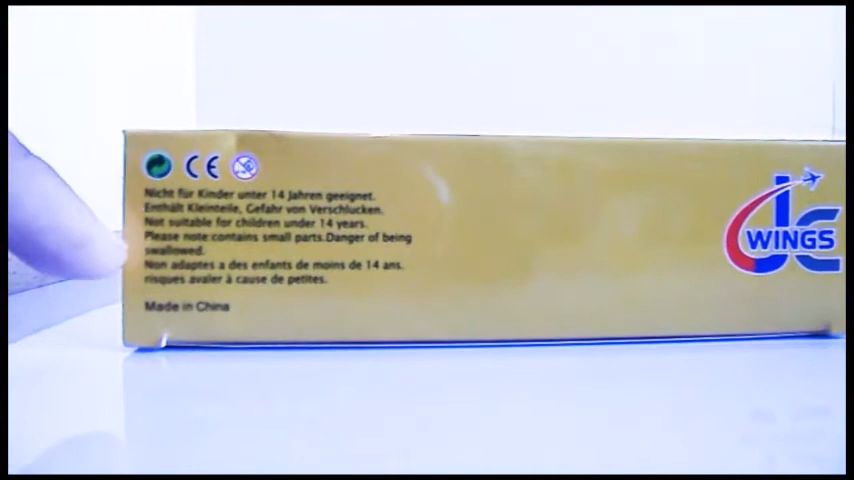 CE
Nicht für Kinder unter 14 Jahren geeignet.
Enthält Kleinteile, Gefahr von Verschlucken.
Not suitable for children under 14 years.
Please note:contains small parts.Danger of being
swallowed.
Non adaptes a des enfants de moins de 14 ans.
risques avaler à cause de petites.
Made in China
JC
WINGS